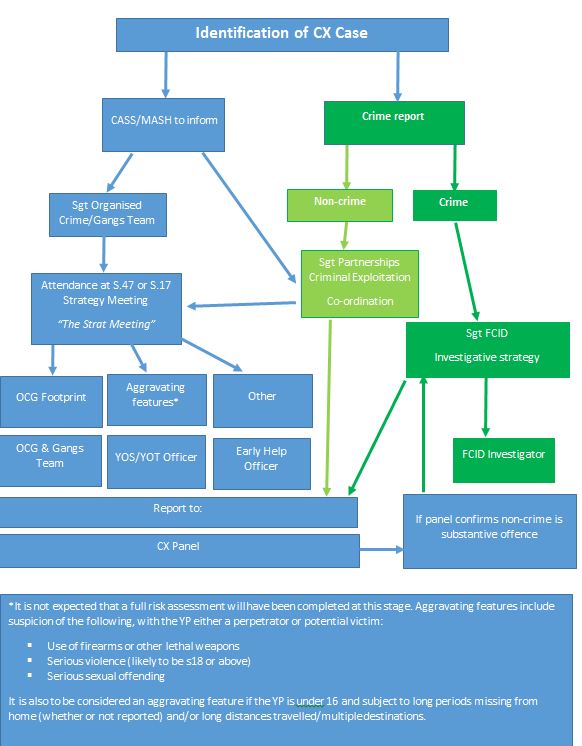 Identification of CX Case
CASS/MASH to inform
Crime report
Non-crime
Crime
Sgt Organised
Crime/Gangs Team
Sgt Partnerships
Criminal Exploitation
Co-ordination
Attendance at S.47 or S.17
Strategy Meeting
“The Strat Meeting”
Sgt FCID
Investigative strategy
OCG Footprint
Aggravating
features*
Other
OCG & Gangs
Team
YOS/YOT Officer
Early Help
Officer
FCID Investigator
Report to:
CX Panel
If panel confirms non-crime is
substantive offence
*It is not expected that a full risk assessment will have been completed at this stage. Aggravating features include
suspicion of the following, with the YP either a perpetrator or potential victim:
▪ Use of firearms or other lethal weapons
▪ Serious violence (likely to be s18 or above)
▪ Serious sexual offending
It is also to be considered an aggravating feature if the YP is under 16 and subject to long periods missing from
home (whether or not reported) and/or long distances travelled/multiple destinations.